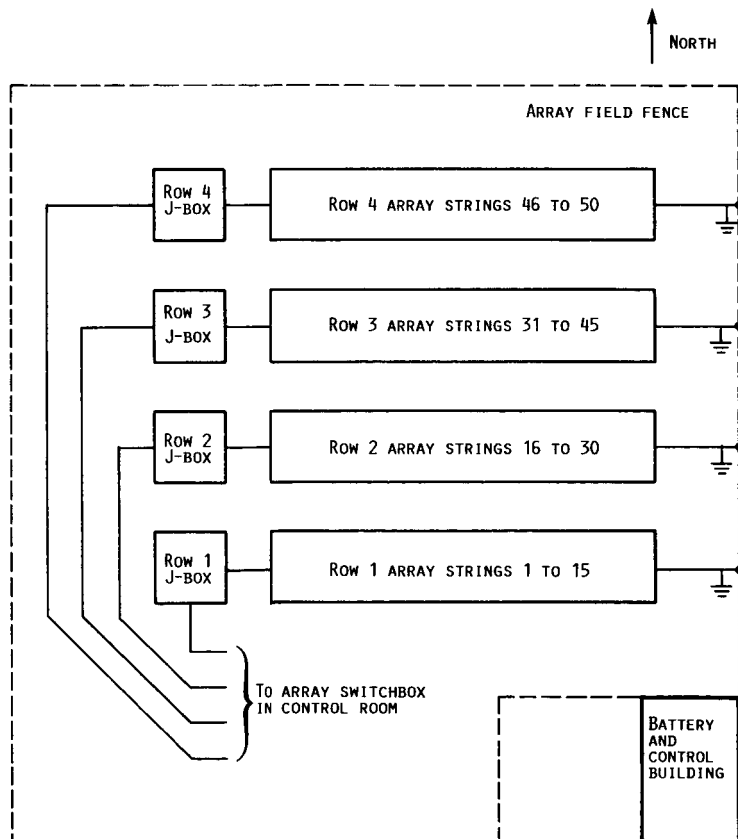 NORTH
ARRAY FIELD FENCE
ROW 4
J-BOX
ROW 4 ARRAY STRINGS 46 TO 50
ROW 3
J-BOX
ROW 3 ARRAY STRINGS 31 TO 45
ROW 2
J-BOX
ROW 2 ARRAY STRINGS 16 TO 30
ROW 1
J-BOX
ROW 1 ARRAY STRINGS 1 TO 15
TO ARRAY SWITCHBOX
IN CONTROL ROOM
BATTERY
AND
CONTROL
BUILDING